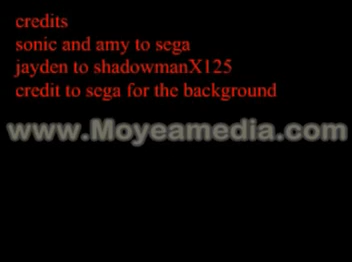 credits
sonic and amy to sega
jayden to shadowmanX125
credit to sega for the background
www.Moyeamedia.com